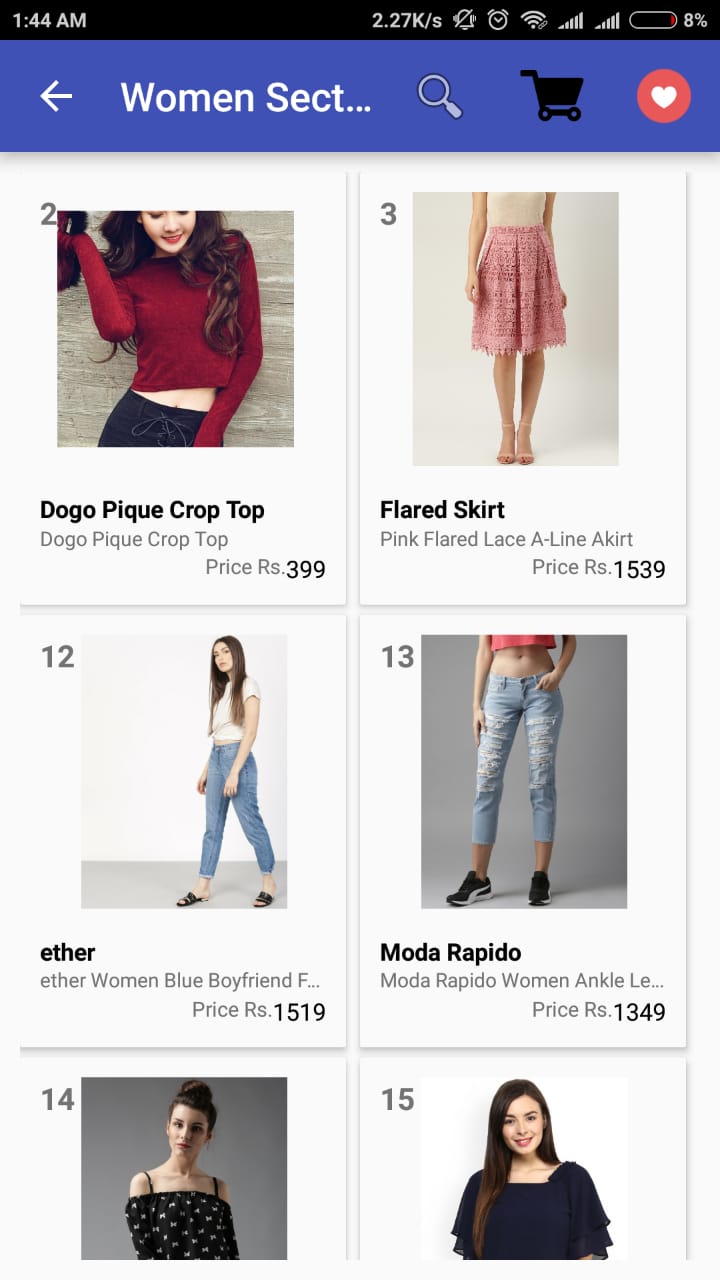 1:44 AM 2.27K/s 8%
Women Sect...
2
Dogo Pique Crop Top
Dogo Pique Crop Top
Price Rs.399
3
Flared Skirt
Pink Flared Lace A-Line Akirt
Price Rs.1539
12
ether
ether Women Blue Boyfriend F...
Price Rs.1519
13
Moda Rapido
Moda Rapido Women Ankle Le...
Price Rs.1349
14
15